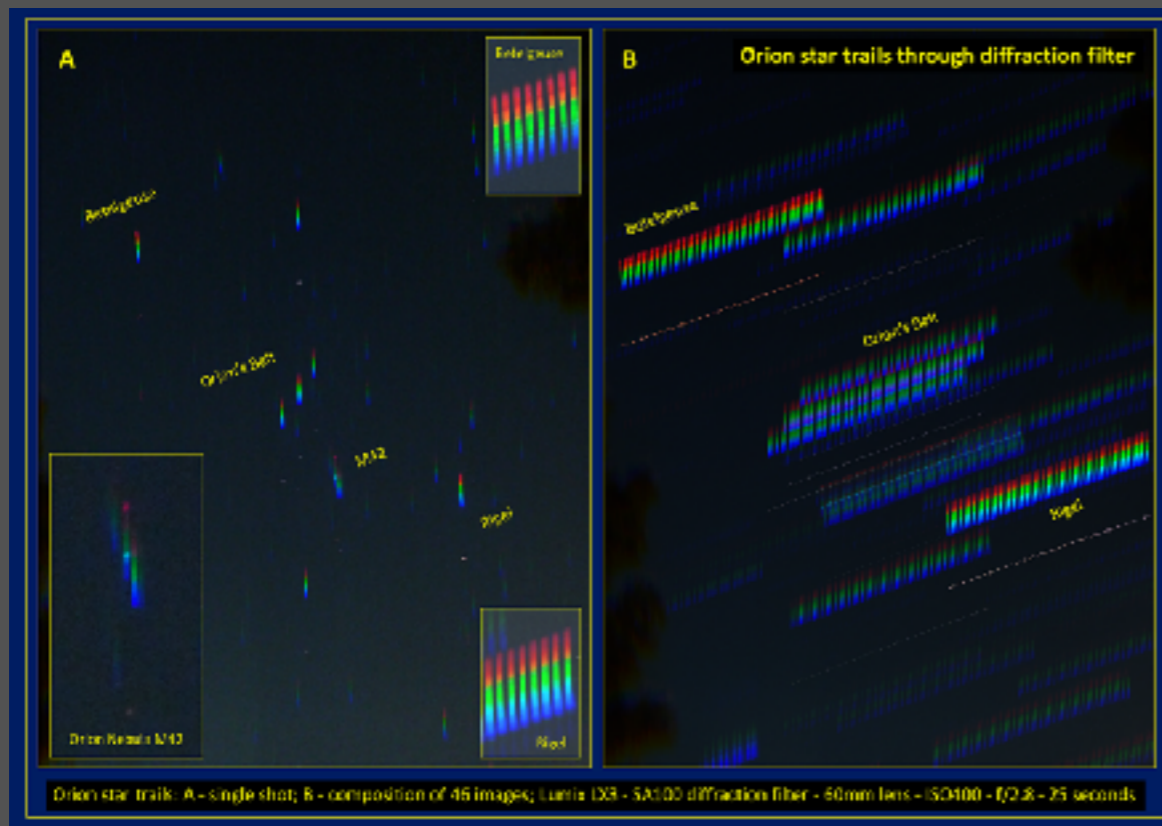 A
Betelgeuse
B
Orion star trails through diffraction filter
Betelgeuse
Betelgeuse
Orion's Belt
Orion's Belt
M42
Rigel
Rigel
Orion Nebula M42
Rigel
Orion star trails: A - single shot; B - composition of 46 images; Lumix LX3 - SA100 diffraction filter - 60mm lens - ISO400 - f/2.8 - 25 seconds